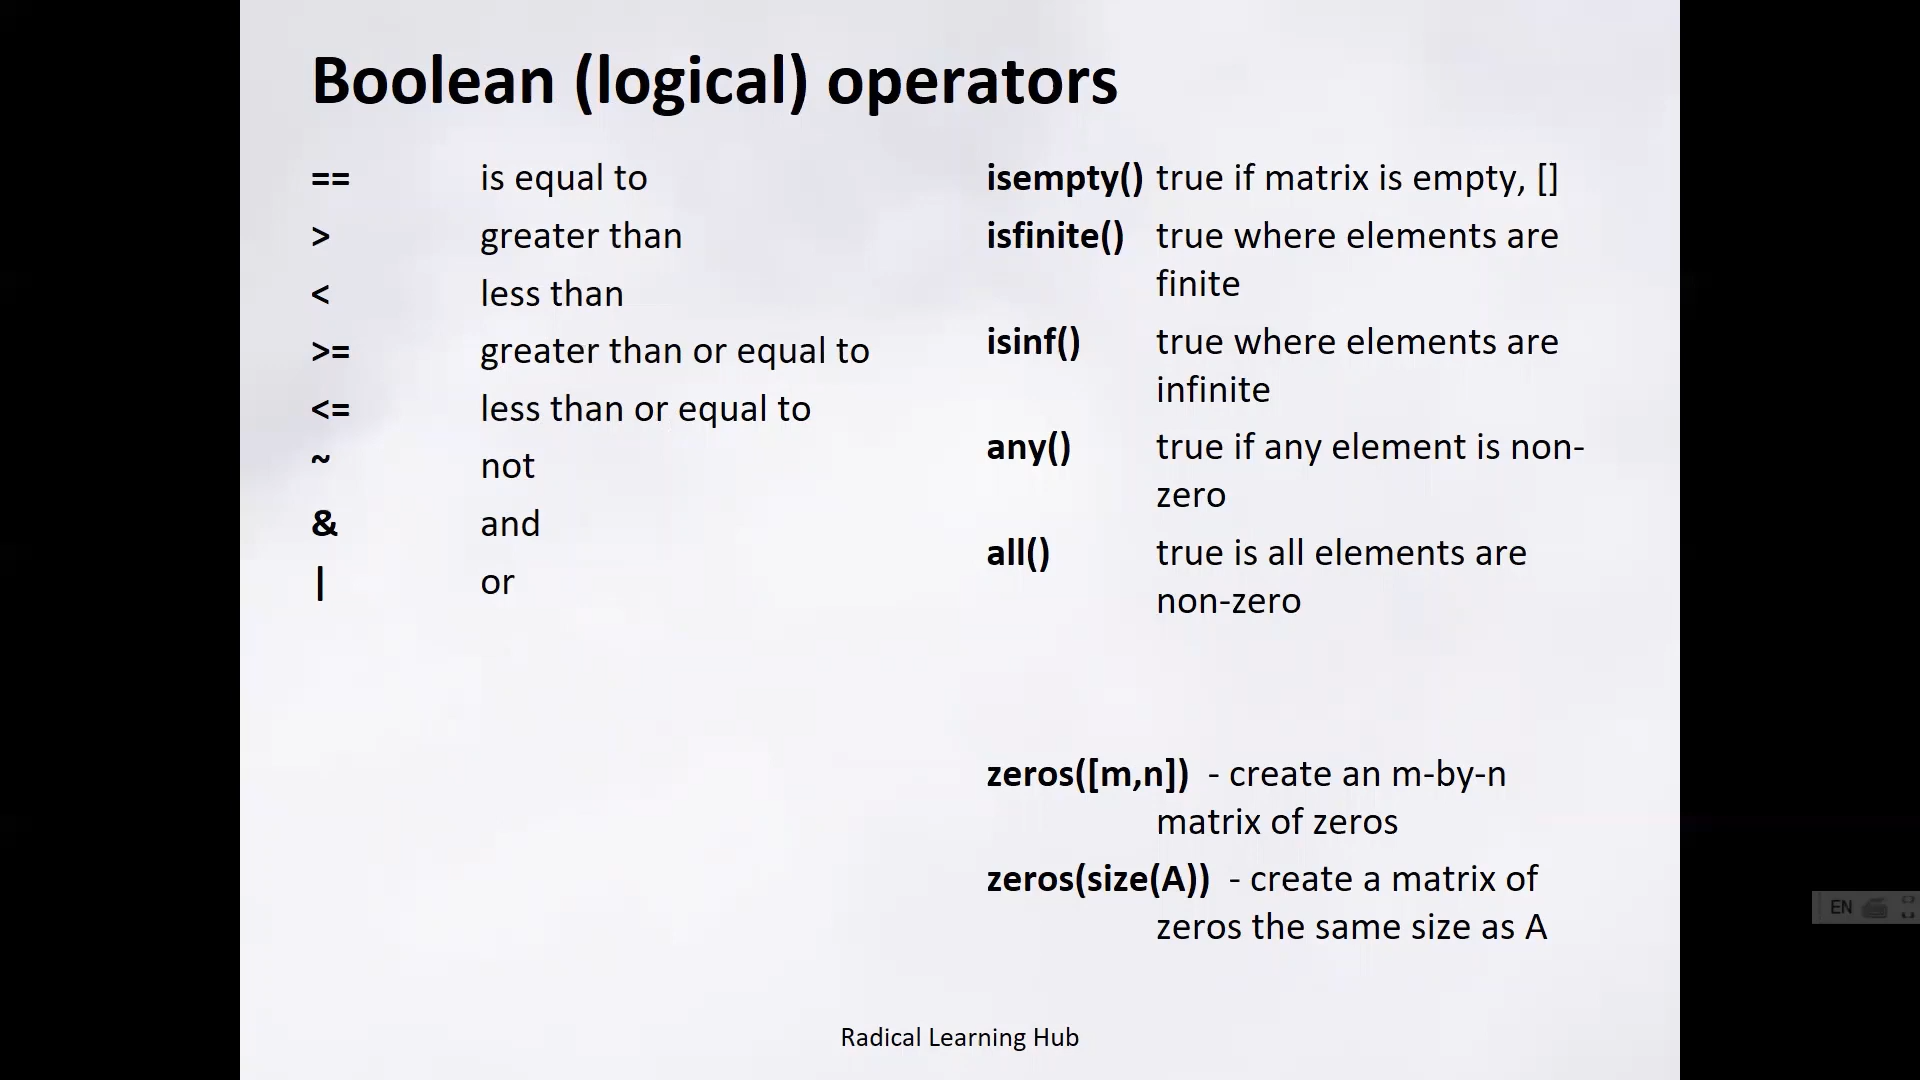 Boolean (logical) operators
== is equal to
> greater than
< less than
>= greater than or equal to
<= less than or equal to
~ not
& and
| or
isempty() true if matrix is empty, []
isfinite() true where elements are
finite
isinf() true where elements are
infinite
any() true if any element is non-
zero
all() true is all elements are
non-zero
zeros([m,n]) - create an m-by-n
matrix of zeros
zeros(size(A)) - create a matrix of
zeros the same size as A
EN
Radical Learning Hub